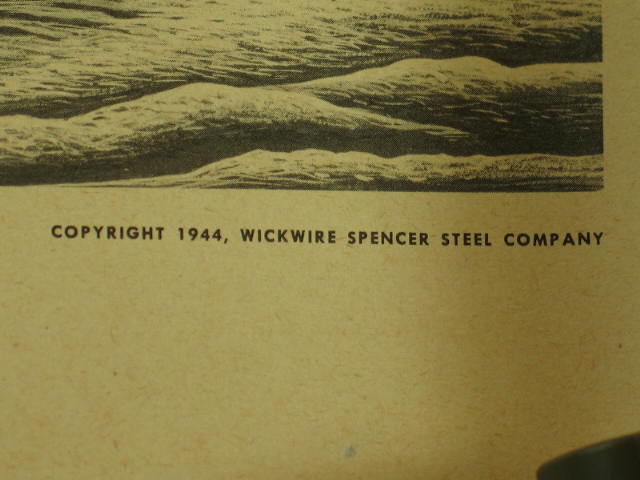 COPYRIGHT 1944, WICKWIRE SPENCER STEEL COMPANY